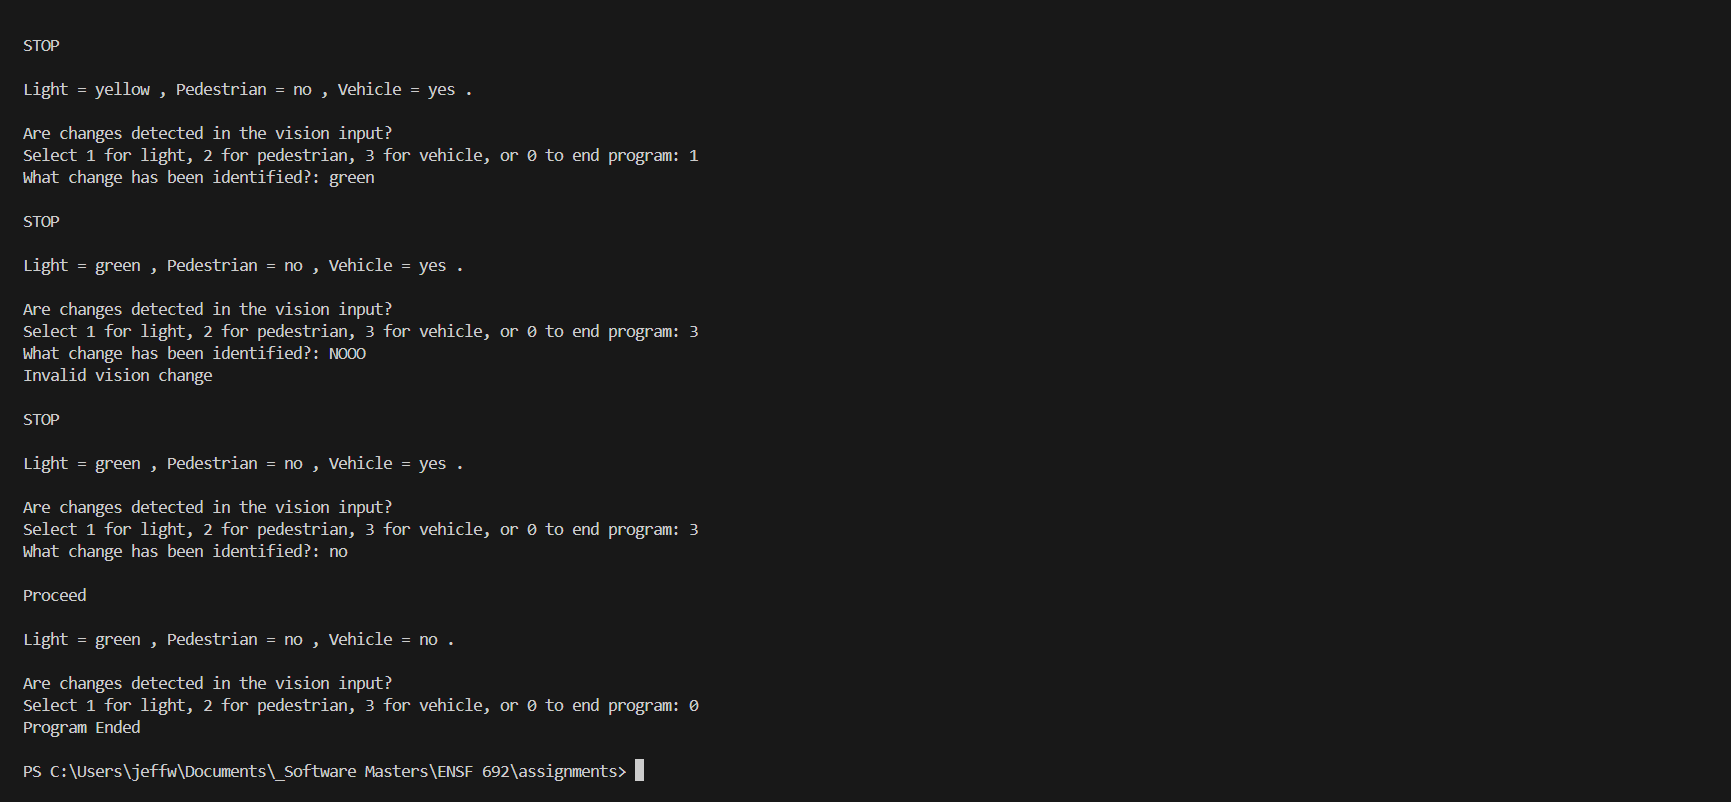 STOP
Light = yellow , Pedestrian = no , Vehicle = yes .
Are changes detected in the vision input?
Select 1 for light, 2 for pedestrian, 3 for vehicle, or 0 to end program: 1
What change has been identified?: green
STOP
Light = green , Pedestrian = no , Vehicle = yes .
Are changes detected in the vision input?
Select 1 for light, 2 for pedestrian, 3 for vehicle, or 0 to end program: 3
What change has been identified?: NOOO
Invalid vision change
STOP
Light = green , Pedestrian = no , Vehicle = yes .
Are changes detected in the vision input?
Select 1 for light, 2 for pedestrian, 3 for vehicle, or 0 to end program: 3
What change has been identified?: no
Proceed
Light = green , Pedestrian = no , Vehicle = no .
Are changes detected in the vision input?
Select 1 for light, 2 for pedestrian, 3 for vehicle, or 0 to end program: 0
Program Ended
PS C:\Users\jeffw\Documents\_Software Masters\ENSF 692\assignments>